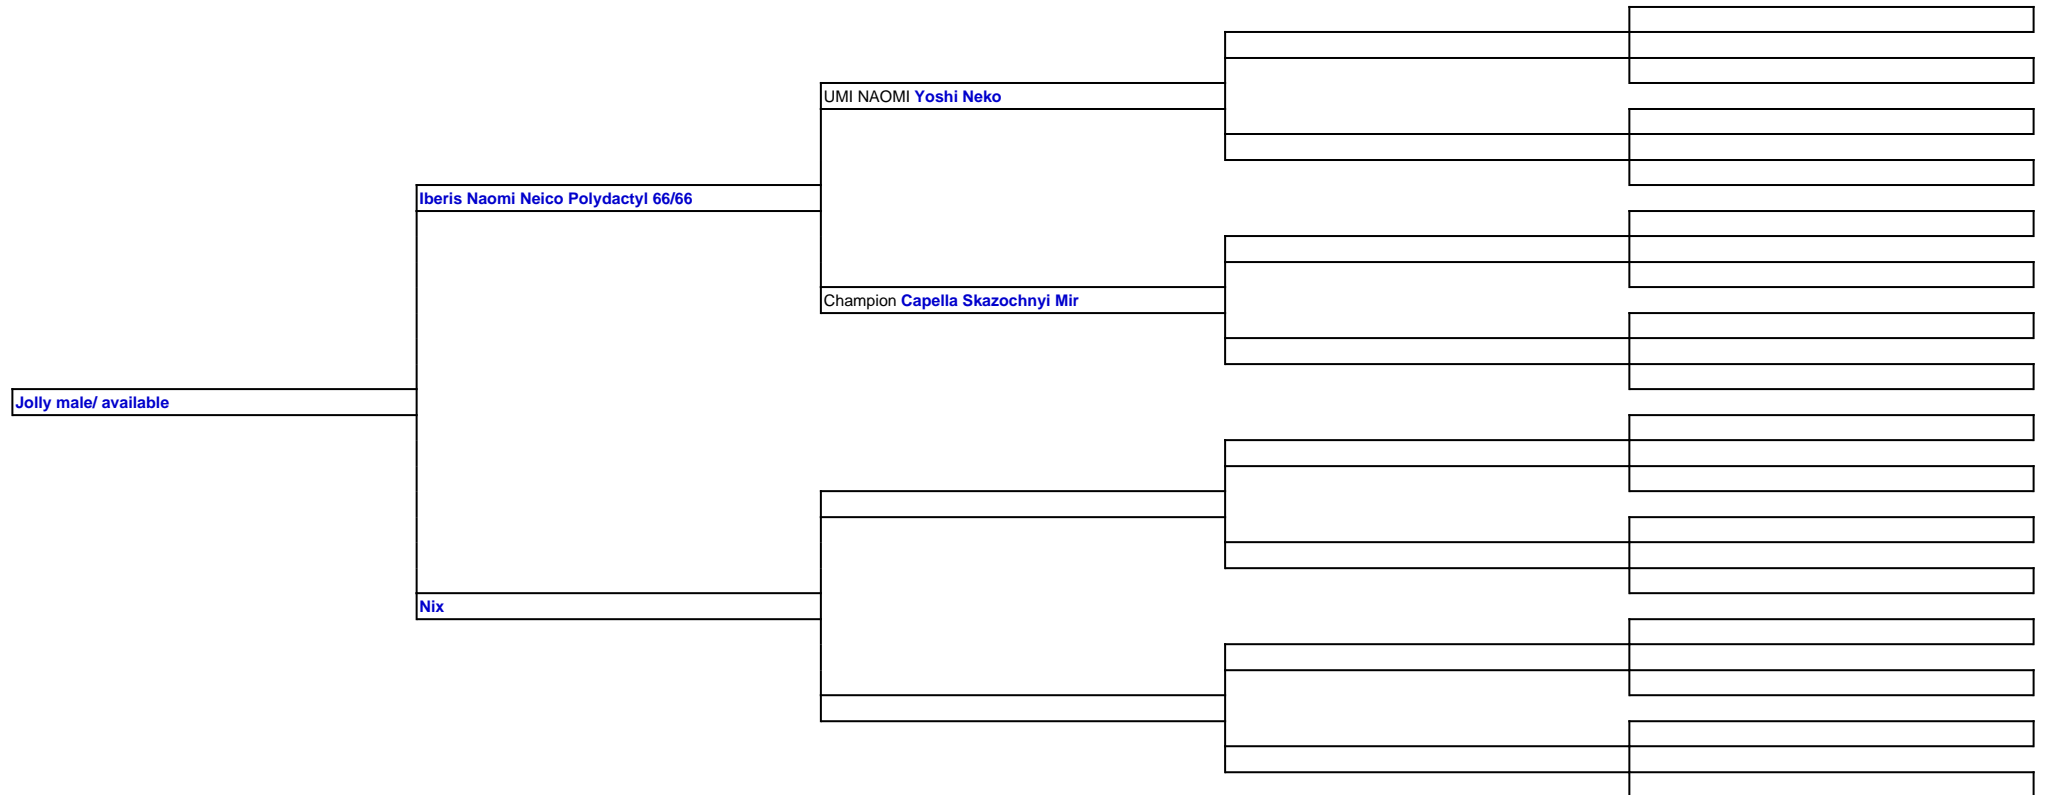 UMI NAOMI Yoshi Neko
Iberis Naomi Neico Polydactyl 66/66
Champion Capella Skazochnyi Mir
Jolly male/ available
Nix